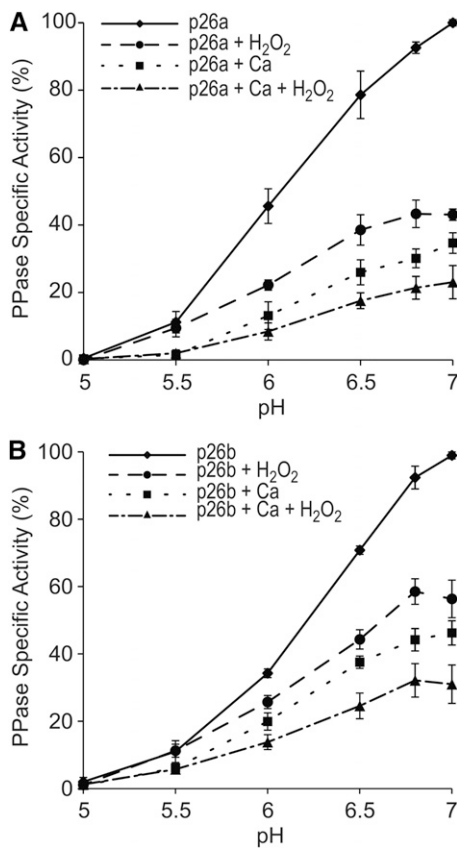 A
p26a
p26a + H₂O₂
p26a + Ca
p26a + Ca + H₂O₂
PPase Specific Activity (%)
100
80
60
40
20
0
5
5.5
6
6.5
7
pH
B
p26b
p26b + H₂O₂
p26b + Ca
p26b + Ca + H₂O₂
PPase Specific Activity (%)
100
80
60
40
20
0
5
5.5
6
6.5
7
pH